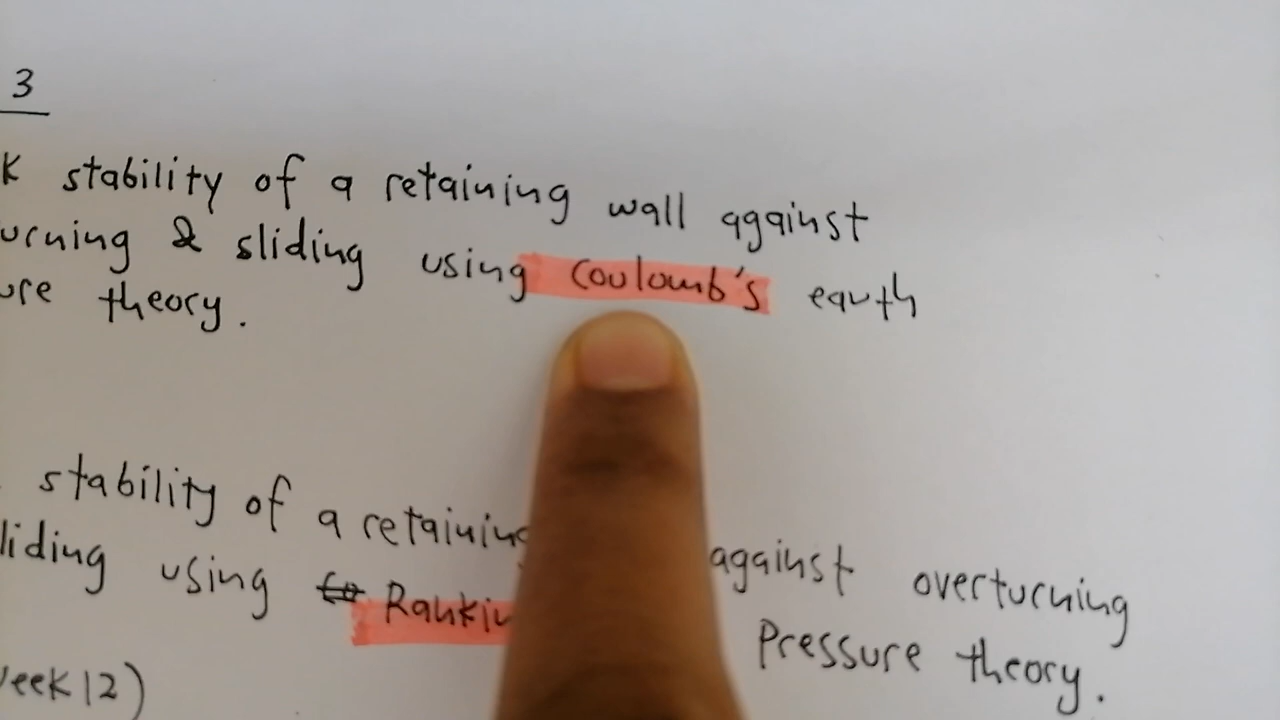 3
k stability of a retaining wall against
urning & sliding using Coulomb's earth
ure theory.
stability of a retaining against overturning
liding using Rankin Pressure theory.
eek 12)